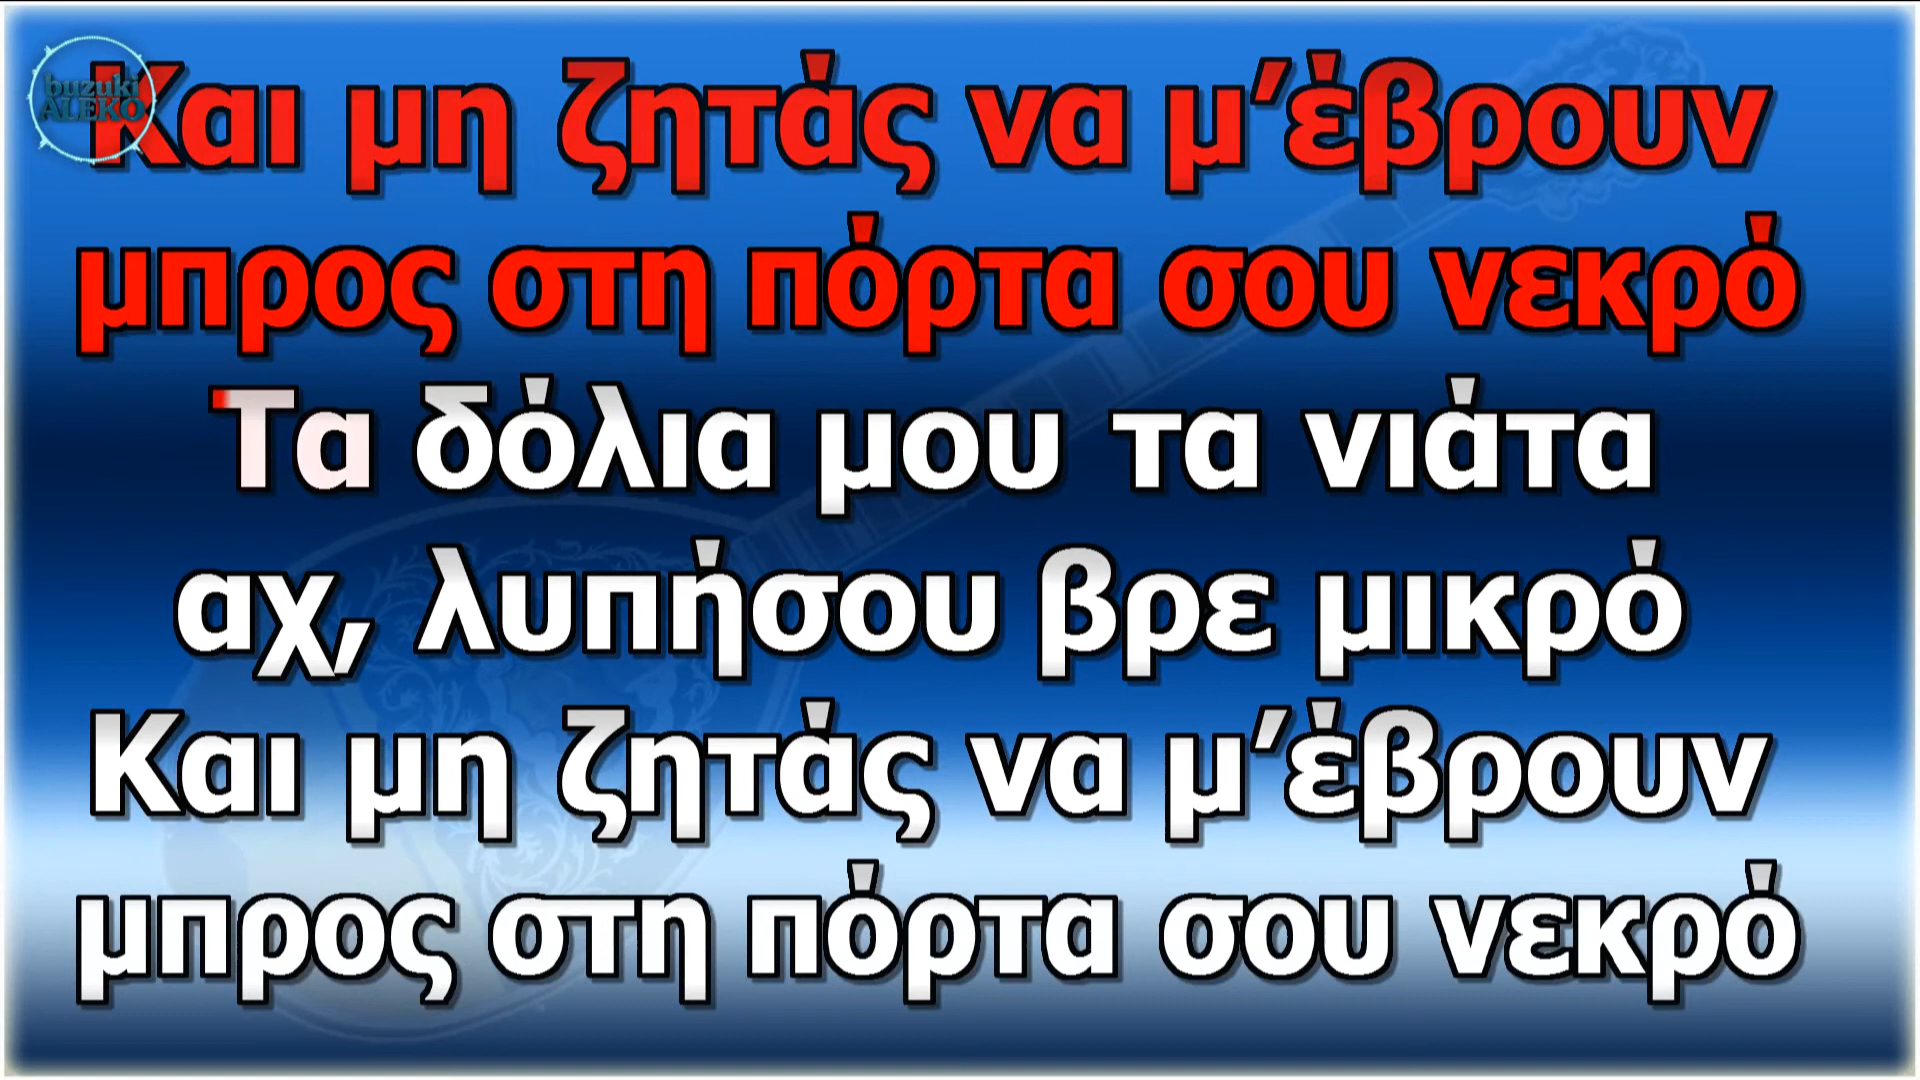 buzuki
ALEKO
Και μη ζητάς να μ΄έβρουν
μπρος στη πόρτα σου νεκρό
Τα δόλια μου τα νιάτα
αχ, λυπήσου βρε μικρό
Και μη ζητάς να μ΄έβρουν
μπρος στη πόρτα σου νεκρό